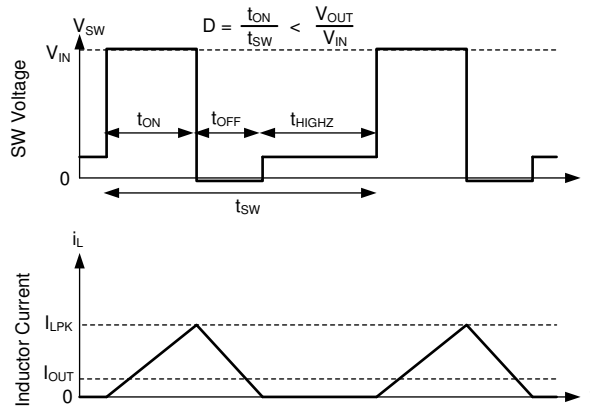 V_SW
D = t_ON / t_SW < V_OUT / V_IN
V_IN
SW Voltage
t_ON
t_OFF
t_HIGHZ
0
t_SW
i_L
Inductor Current
I_LPK
I_OUT
0